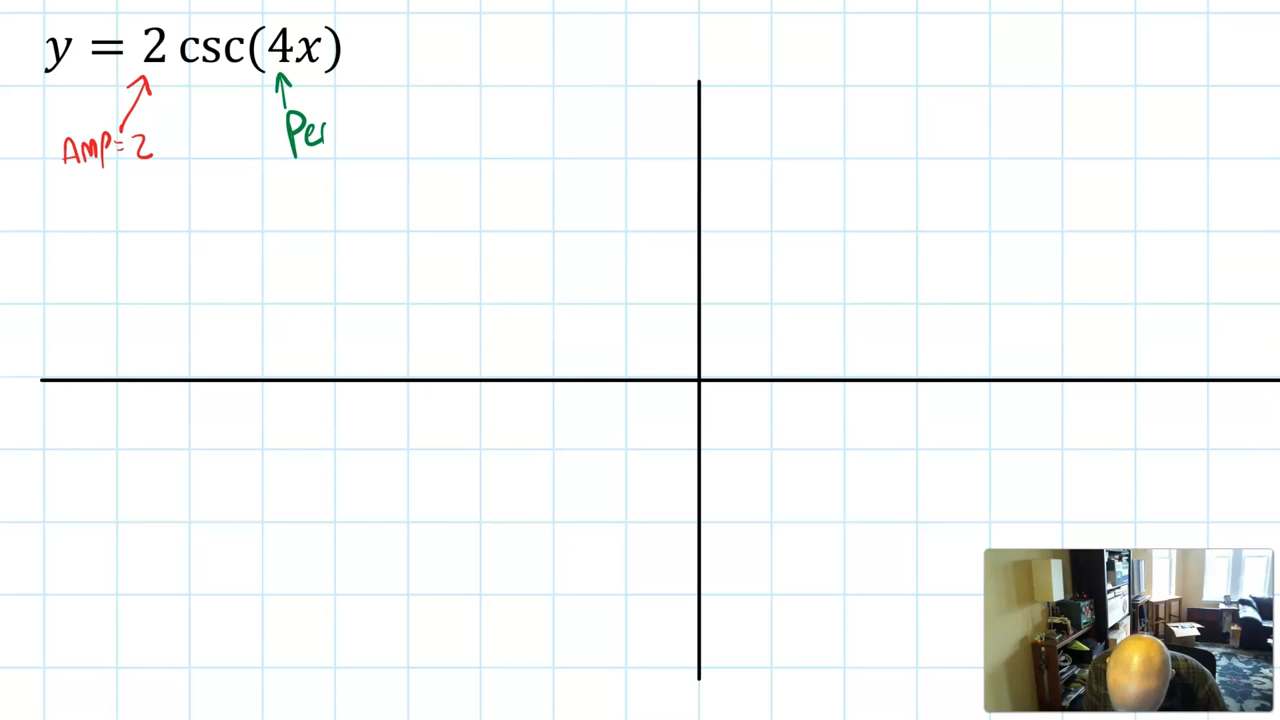 y = 2 csc(4x)
AMP = 2
Per